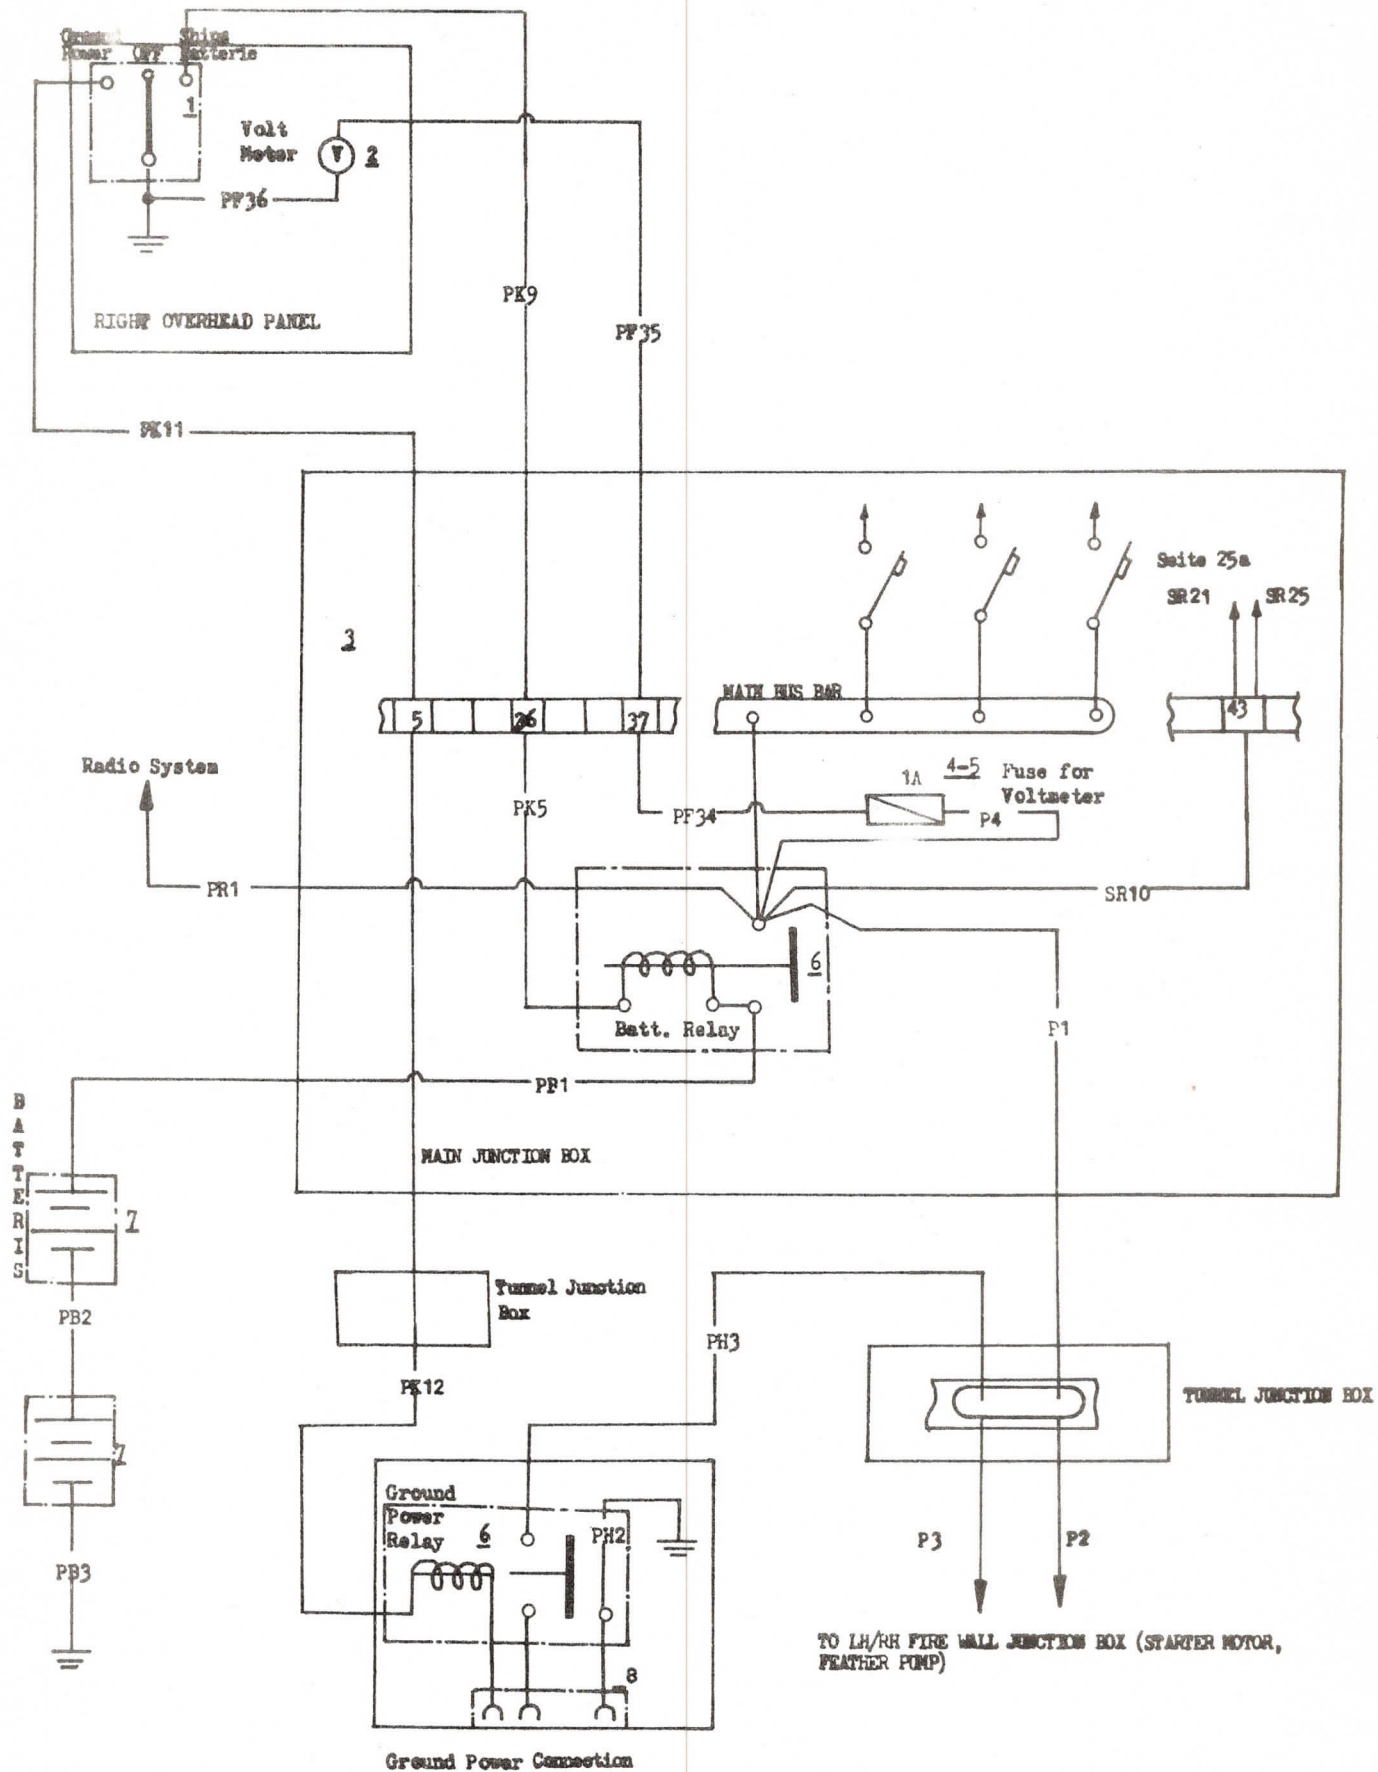 Ground Ships
Power OFF Batterie
1
Volt
Meter V 2
PF36
PK9
RIGHT OVERHEAD PANEL
PF35
PK11
Seite 25a
SR21 SR25
3
MAIN BUS BAR
5 26 37 43
Radio System
1A 4-5 Fuse for
Voltmeter
PK5
PF34 P4
PR1 SR10
6
Batt. Relay
P1
PB1
BATTERIS
MAIN JUNCTION BOX
7
Tunnel Junction
Box
PB2
PH3
PK12
TUNNEL JUNCTION BOX
7
Ground
Power
Relay 6 PH2
P3 P2
PB3
TO LH/RH FIRE WALL JUNCTION BOX (STARTER MOTOR,
FEATHER PUMP)
8
Ground Power Connection